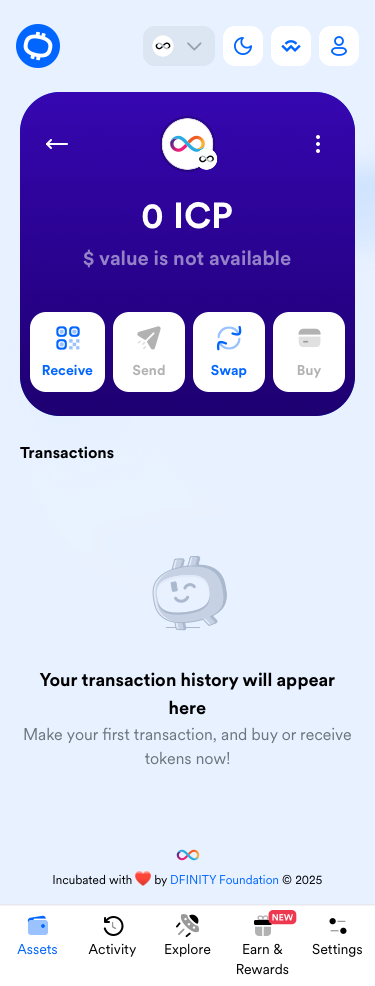 0 ICP
$ value is not available
Receive
Send
Swap
Buy
Transactions
Your transaction history will appear
here
Make your first transaction, and buy or receive
tokens now!
Incubated with ❤️ by DFINITY Foundation © 2025
NEW
Assets
Activity
Explore
Earn &
Rewards
Settings